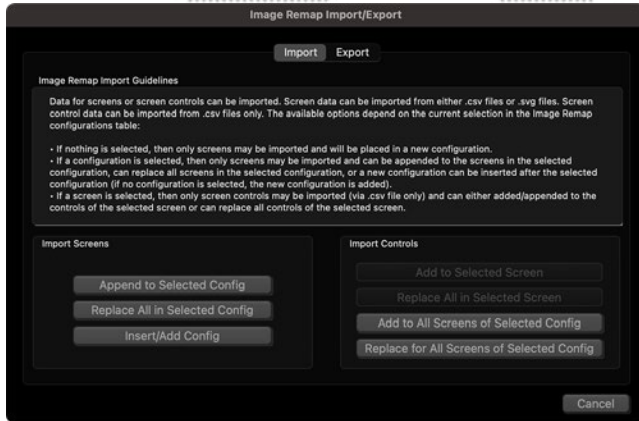 Image Remap Import/Export
Import Export
Image Remap Import Guidelines
Data for screens or screen controls can be imported. Screen data can be imported from either .csv files or .svg files. Screen
control data can be imported from .csv files only. The available options depend on the current selection in the Image Remap
configurations table:
• If nothing is selected, then only screens may be imported and will be placed in a new configuration.
• If a configuration is selected, then only screens may be imported and can be appended to the screens in the selected
configuration, can replace all screens in the selected configuration, or a new configuration can be inserted after the selected
configuration (if no configuration is selected, the new configuration is added).
• If a screen is selected, then only screen controls may be imported (via .csv file only) and can either added/appended to the
controls of the selected screen or can replace all controls of the selected screen.
Import Screens
Append to Selected Config
Replace All in Selected Config
Insert/Add Config
Import Controls
Add to Selected Screen
Replace All in Selected Screen
Add to All Screens of Selected Config
Replace for All Screens of Selected Config
Cancel